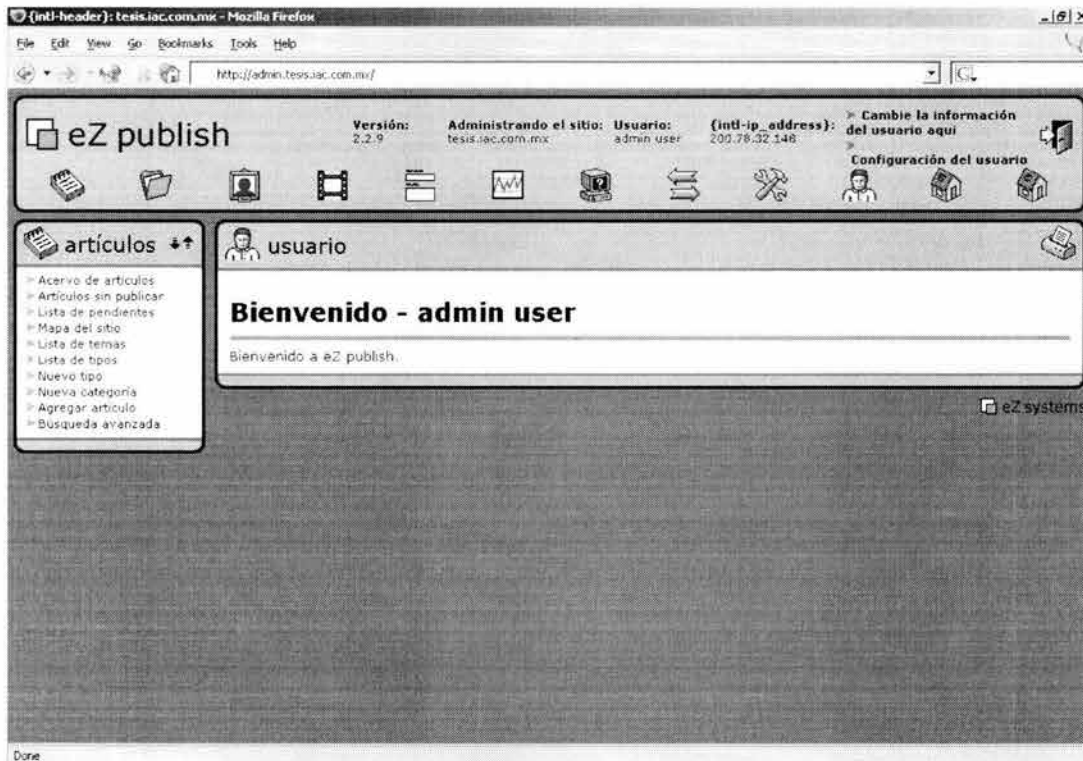 {intl-header}: tesis.iac.com.mx - Mozilla Firefox
File Edit View Go Bookmarks Tools Help
http://admin.tesis.iac.com.mx/
eZ publish
Versión:
2.2.9
Administrando el sitio:
tesis.iac.com.mx
Usuario:
admin user
{intl-ip_address}:
200.78.32.146
Cambie la información
del usuario aqui
Configuración del usuario
artículos
Acervo de articulos
Artículos sin publicar
Lista de pendientes
Mapa del sitio
Lista de temas
Lista de tipos
Nuevo tipo
Nueva categoría
Agregar articulo
Búsqueda avanzada
usuario
Bienvenido - admin user
Bienvenido a eZ publish.
eZ systems
Done